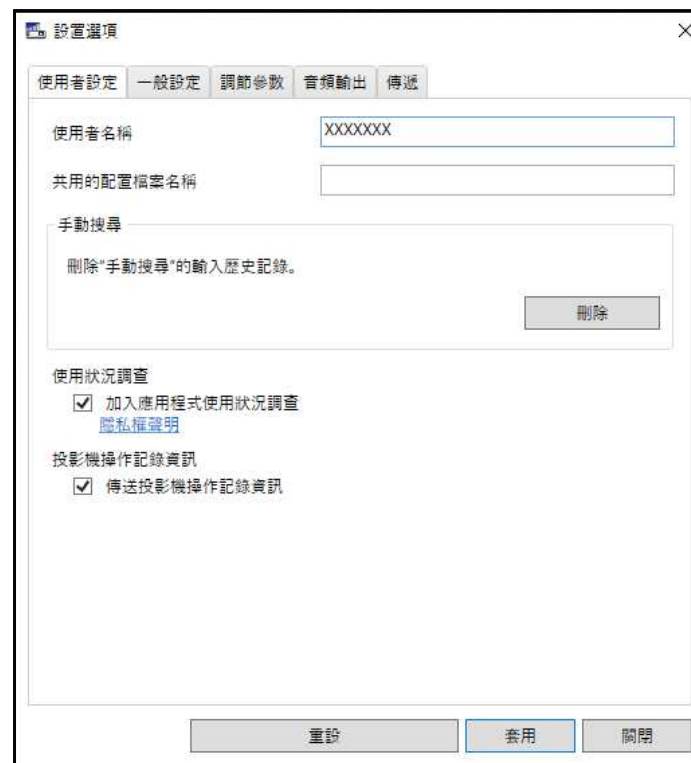 設置選項
使用者設定 一般設定 調節參數 音頻輸出 傳遞
使用者名稱 XXXXXXX
共用的配置檔案名稱
手動搜尋
刪除"手動搜尋"的輸入歷史記錄。
刪除
使用狀況調查
加入應用程式使用狀況調查
隱私權聲明
投影機操作記錄資訊
傳送投影機操作記錄資訊
重設 套用 關閉